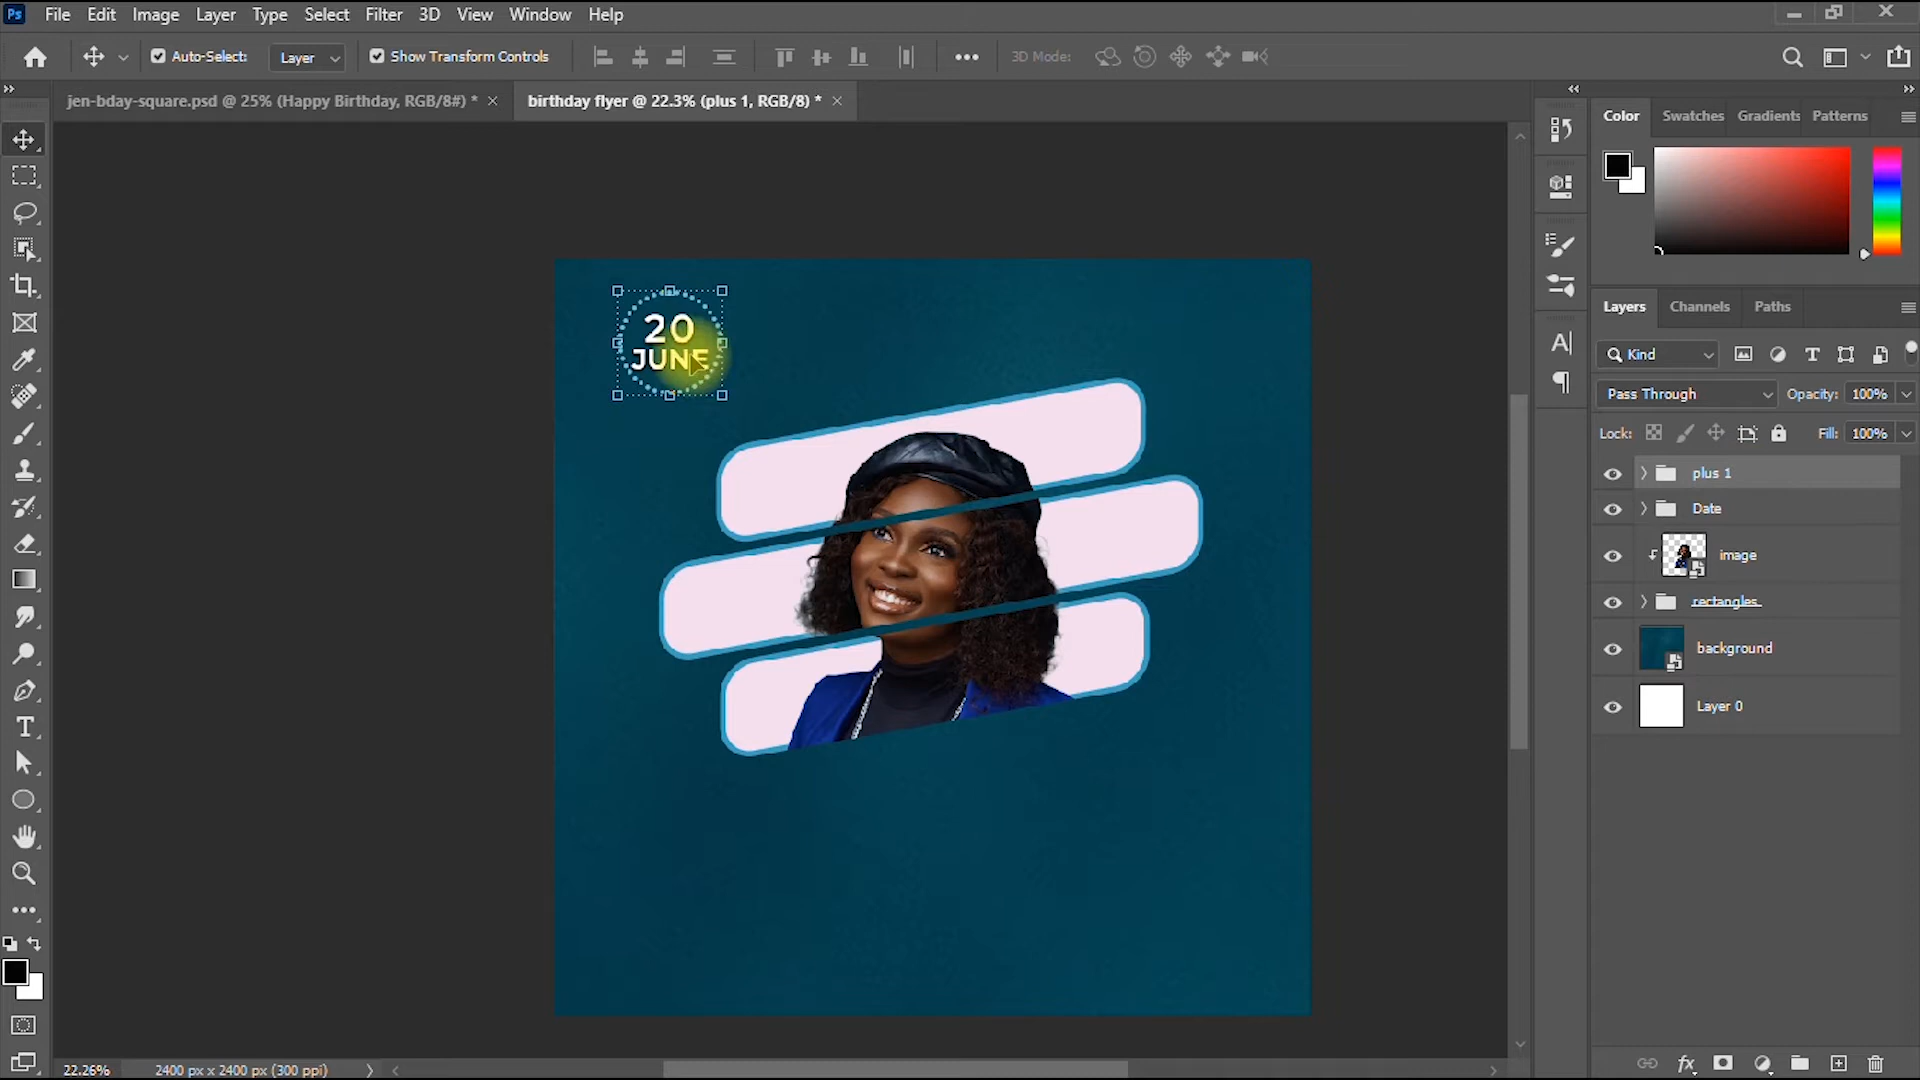 Ps File Edit Image Layer Type Select Filter 3D View Window Help
Auto-Select: Layer Show Transform Controls 3D Mode:
jen-bday-square.psd @ 25% (Happy Birthday, RGB/8#) * birthday flyer @ 22.3% (plus 1, RGB/8) *
Color Swatches Gradients Patterns
20
JUNE
Layers Channels Paths
Kind
Pass Through Opacity: 100%
Lock: Fill: 100%
plus 1
Date
image
rectangles
background
Layer 0
22.26% 2400 px x 2400 px (300 ppi)